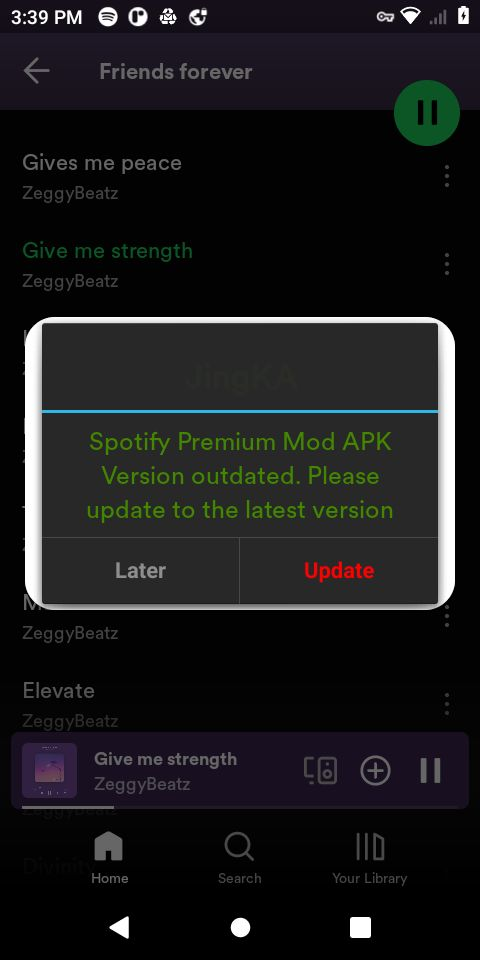 3:39 PM
Friends forever
Gives me peace
ZeggyBeatz
Give me strength
ZeggyBeatz
JingKA
Spotify Premium Mod APK
Version outdated. Please
update to the latest version
Later
Update
ZeggyBeatz
Elevate
ZeggyBeatz
Give me strength
ZeggyBeatz
ZeggyBeatz
Divinity
Home
Search
Your Library